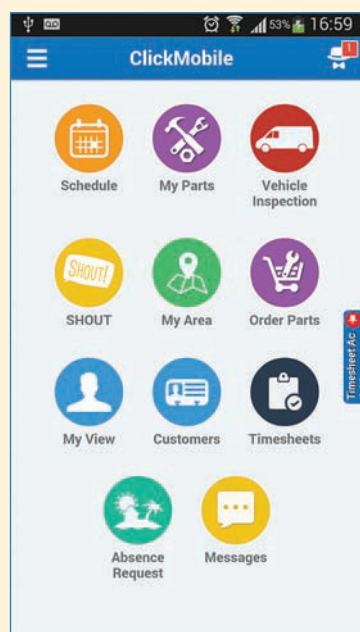 53% 16:59
ClickMobile
1
Schedule
My Parts
Vehicle
Inspection
SHOUT!
SHOUT
My Area
Order Parts
Timesheet Ac
My View
Customers
Timesheets
Absence
Request
Messages